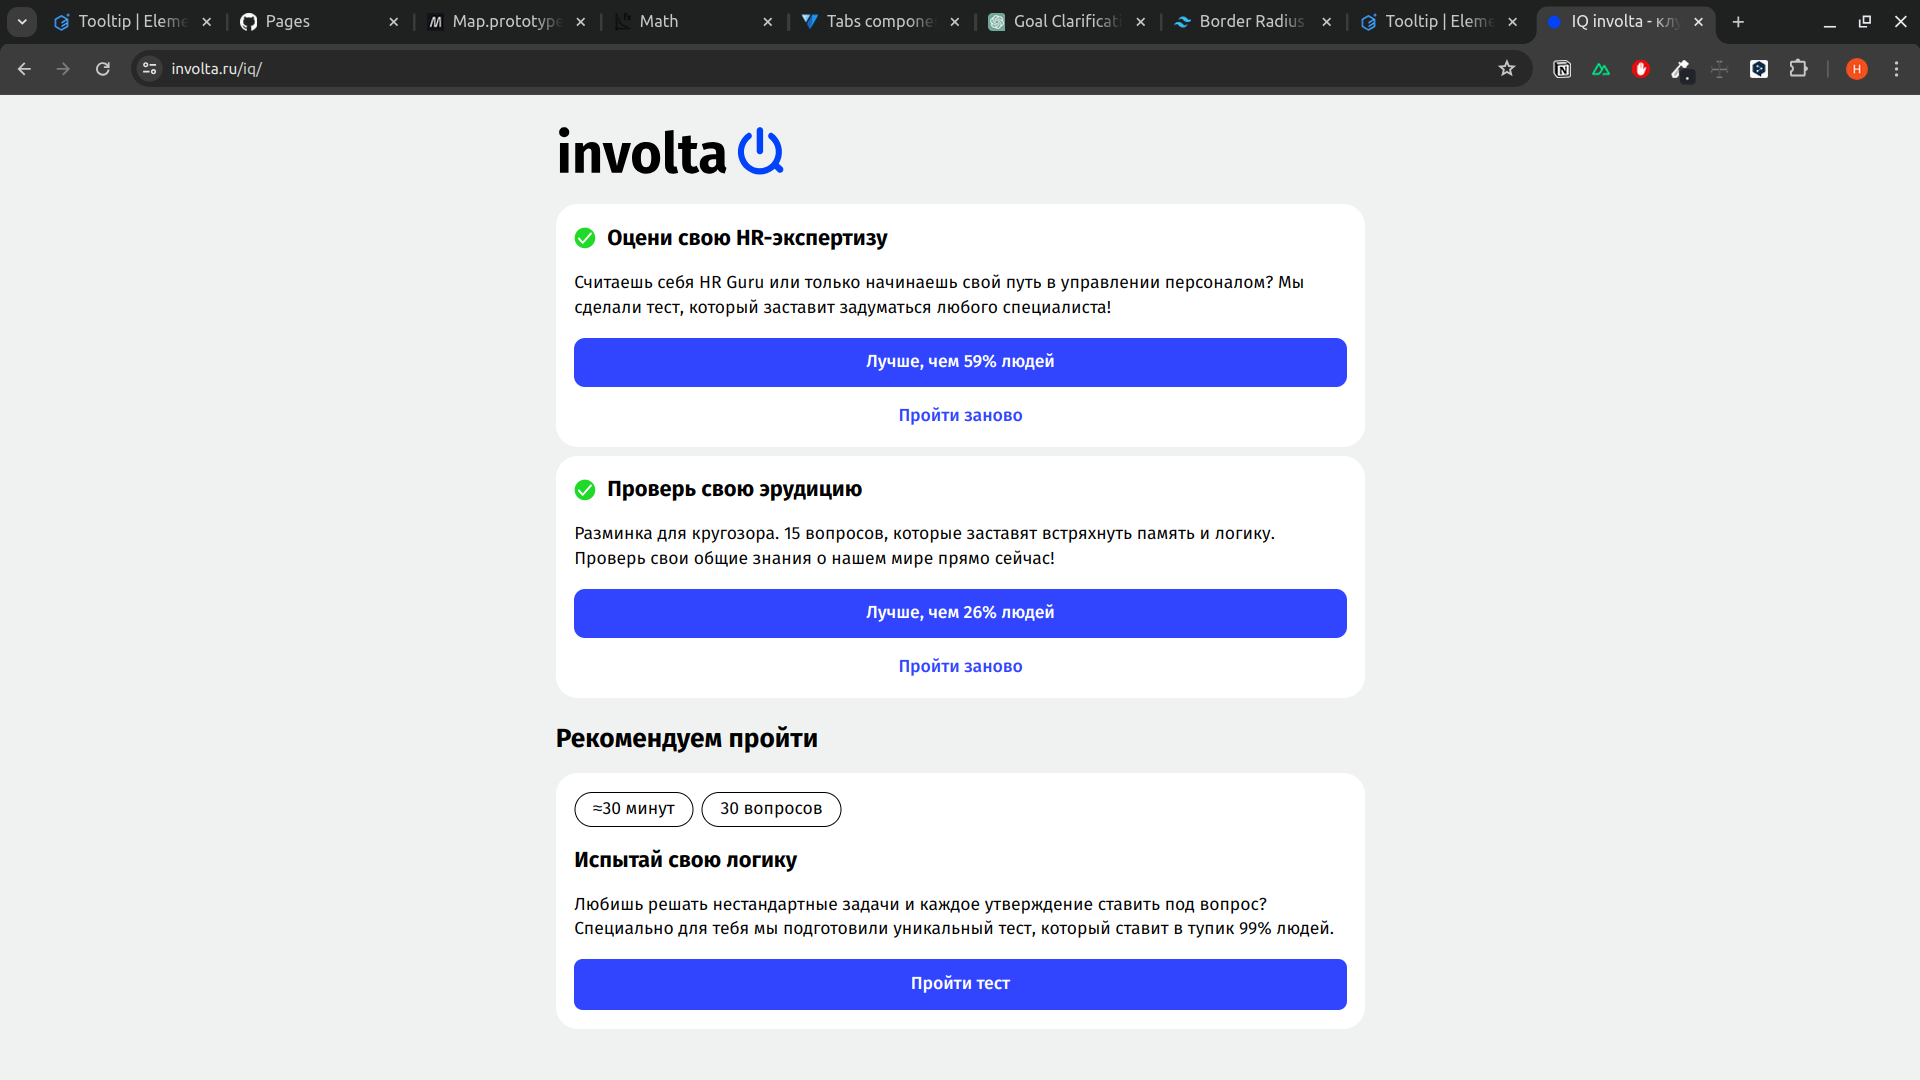 Tooltip | Eleme
Pages
Map.prototype
Math
Tabs compone
Goal Clarificati
Border Radius
Tooltip | Eleme
IQ involta - клу
involta.ru/iq/
H
involta
Оцени свою HR-экспертизу
Считаешь себя HR Guru или только начинаешь свой путь в управлении персоналом? Мы
сделали тест, который заставит задуматься любого специалиста!
Лучше, чем 59% людей
Пройти заново
Проверь свою эрудицию
Разминка для кругозора. 15 вопросов, которые заставят встряхнуть память и логику.
Проверь свои общие знания о нашем мире прямо сейчас!
Лучше, чем 26% людей
Пройти заново
Рекомендуем пройти
≈30 минут
30 вопросов
Испытай свою логику
Любишь решать нестандартные задачи и каждое утверждение ставить под вопрос?
Специально для тебя мы подготовили уникальный тест, который ставит в тупик 99% людей.
Пройти тест